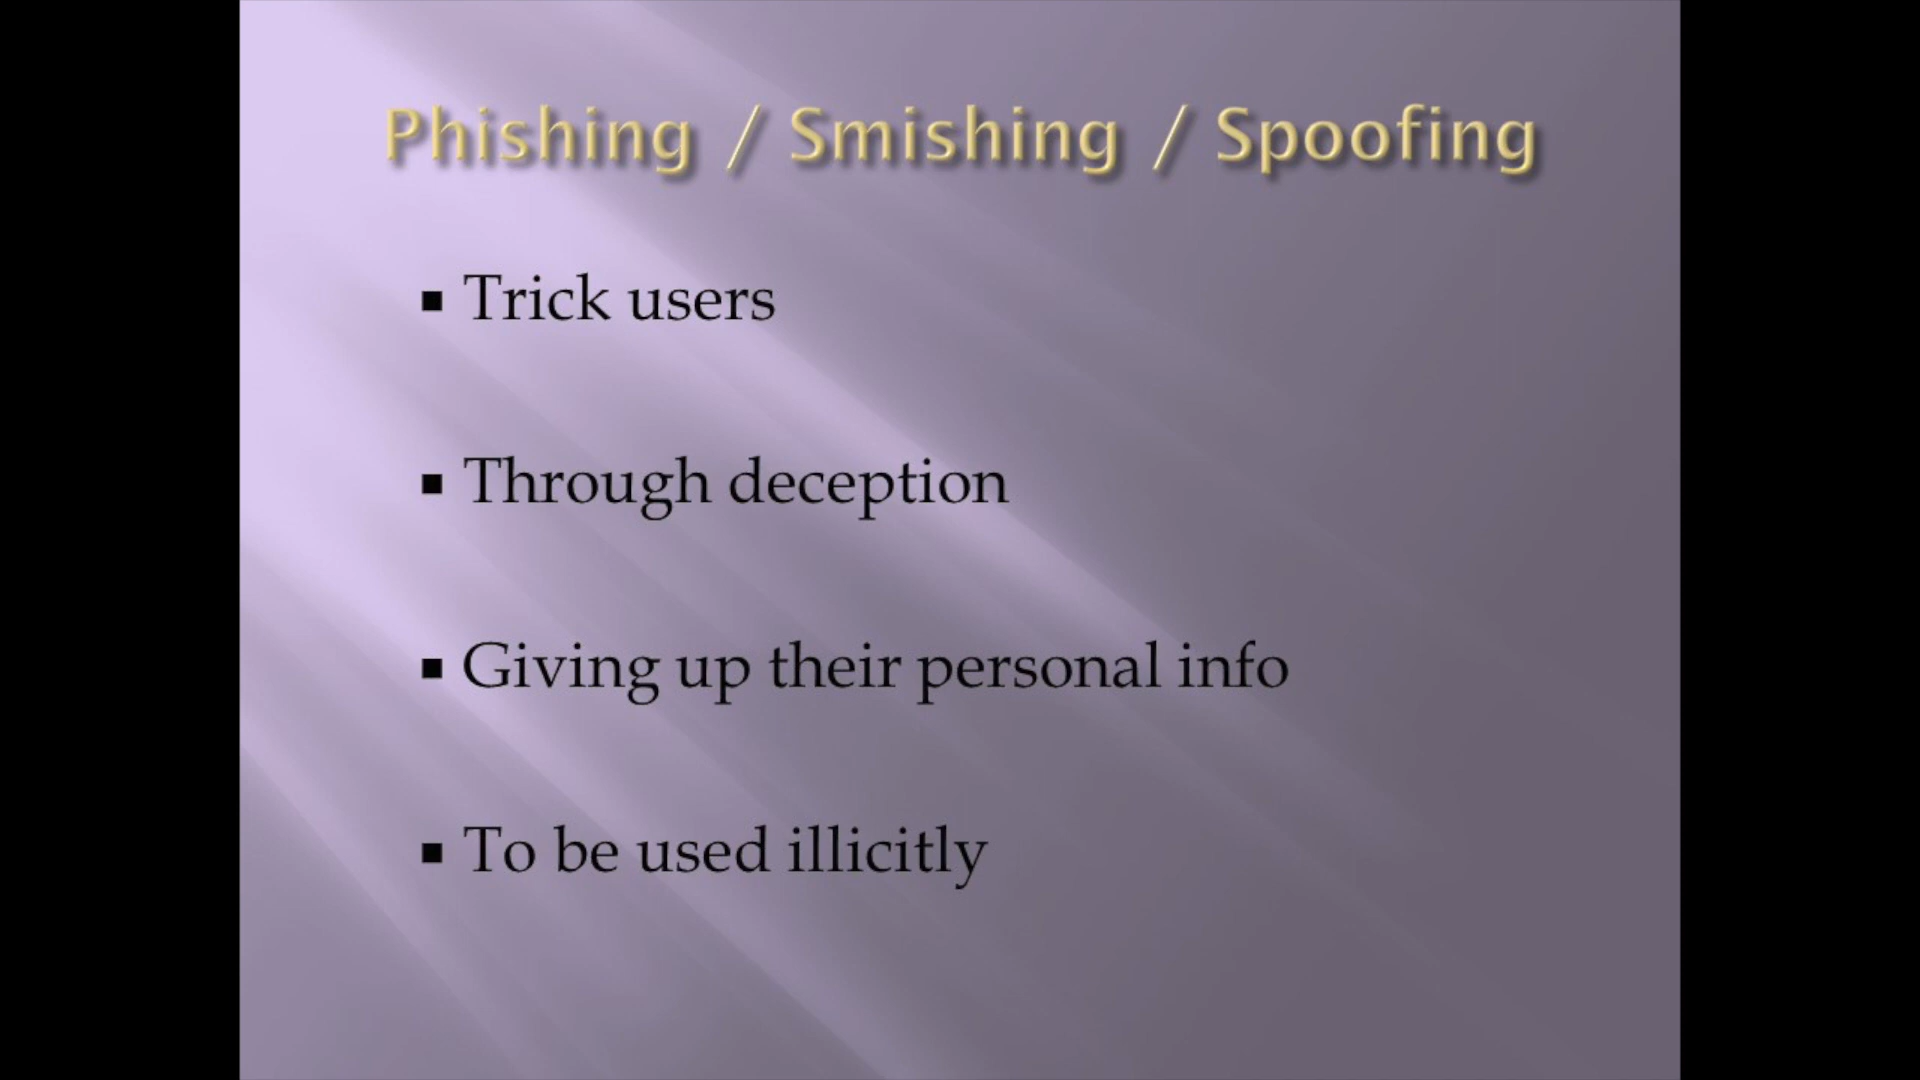 Phishing / Smishing / Spoofing
▪ Trick users
▪ Through deception
▪ Giving up their personal info
▪ To be used illicitly